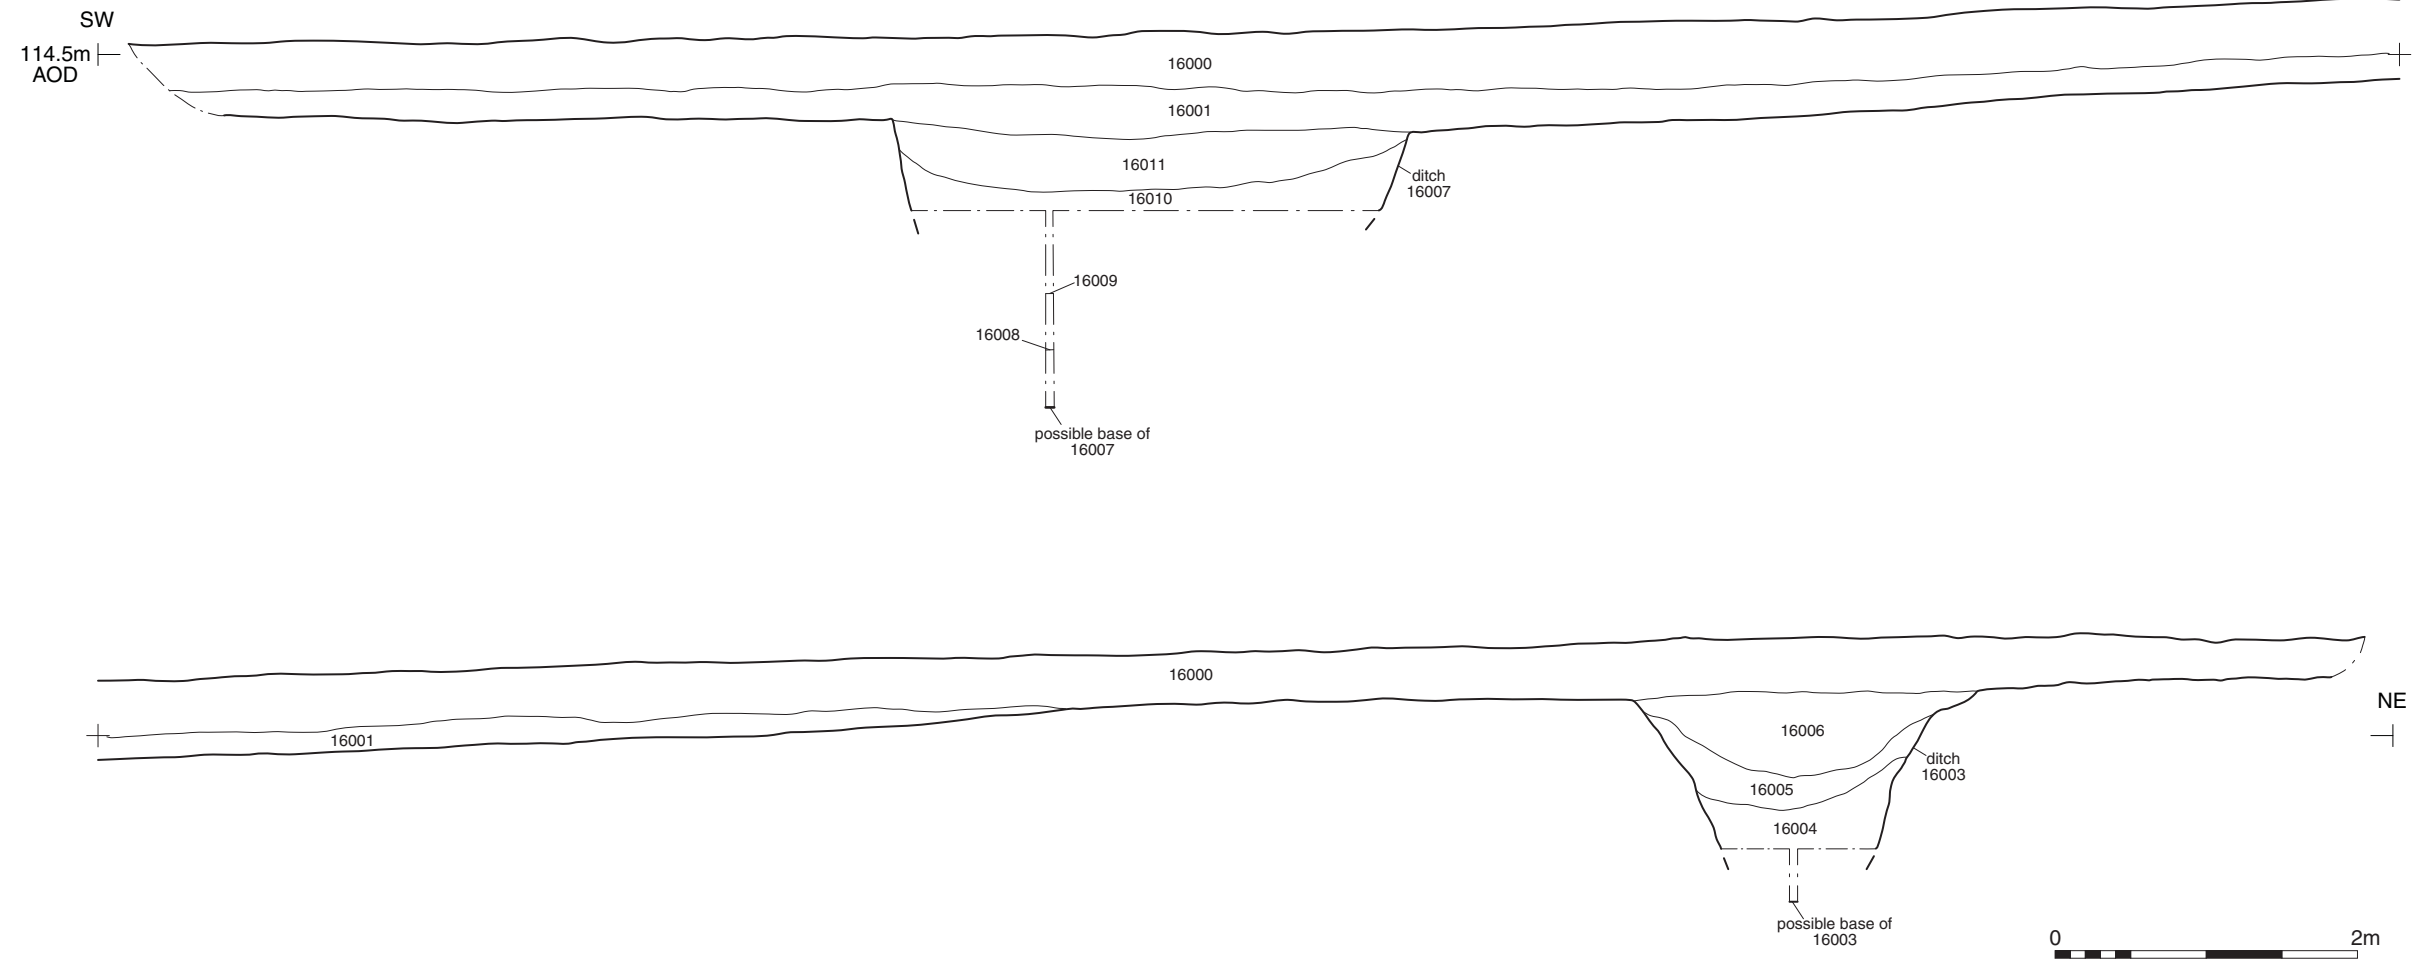 SW
114.5m
AOD
16000
16001
16011
ditch
16007
16010
16009
16008
possible base of
16007
16000
NE
16001
16006
ditch
16003
16005
16004
possible base of
16003
0 2m